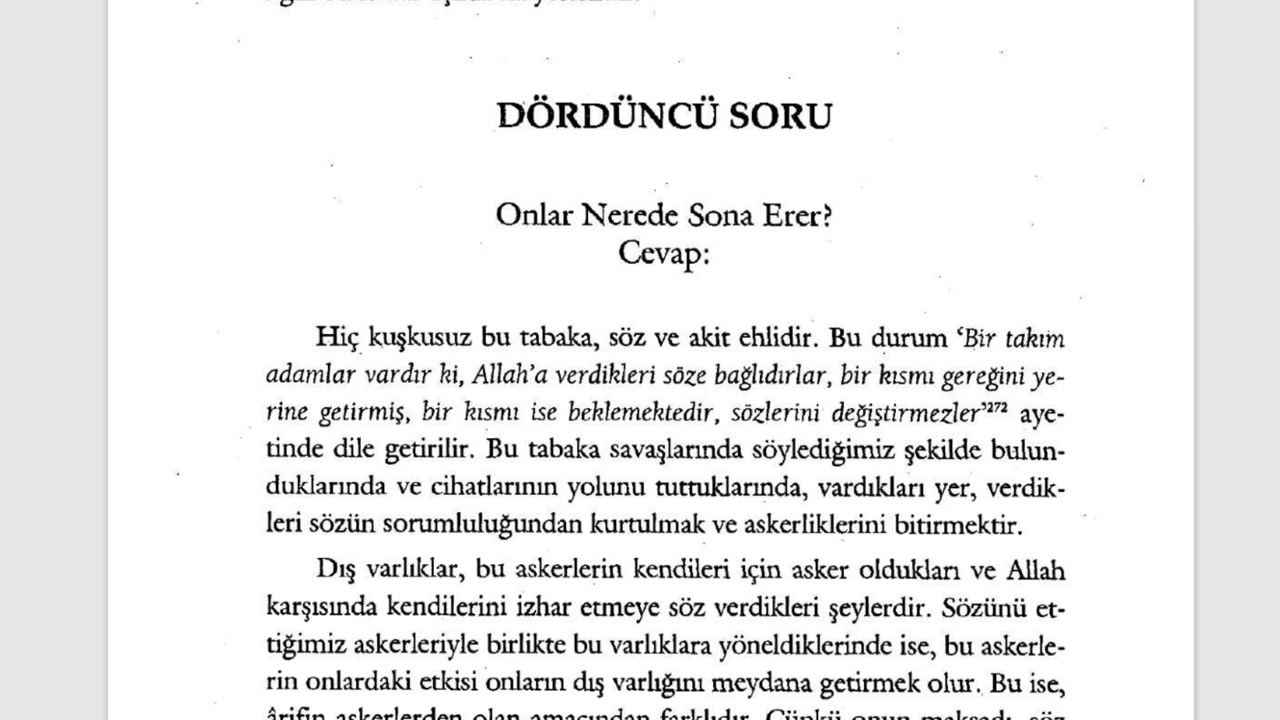 DÖRDÜNCÜ SORU
Onlar Nerede Sona Erer?
Cevap:
Hiç kuşkusuz bu tabaka, söz ve akit ehlidir. Bu durum ‘Bir takım
adamlar vardır ki, Allah’a verdikleri söze bağlıdırlar, bir kısmı gereğini ye-
rine getirmiş, bir kısmı ise beklemektedir, sözlerini değiştirmezler’272 aye-
tinde dile getirilir. Bu tabaka savaşlarında söylediğimiz şekilde bulun-
duklarında ve cihatlarının yolunu tuttuklarında, vardıkları yer, verdik-
leri sözün sorumluluğundan kurtulmak ve askerliklerini bitirmektir.
Dış varlıklar, bu askerlerin kendileri için asker oldukları ve Allah
karşısında kendilerini izhar etmeye söz verdikleri şeylerdir. Sözünü et-
tiğimiz askerleriyle birlikte bu varlıklara yöneldiklerinde ise, bu askerle-
rin onlardaki etkisi onların dış varlığını meydana getirmek olur. Bu ise,
ârifin askerlerden olan amacından farklıdır. Çünkü onun maksadı, söz